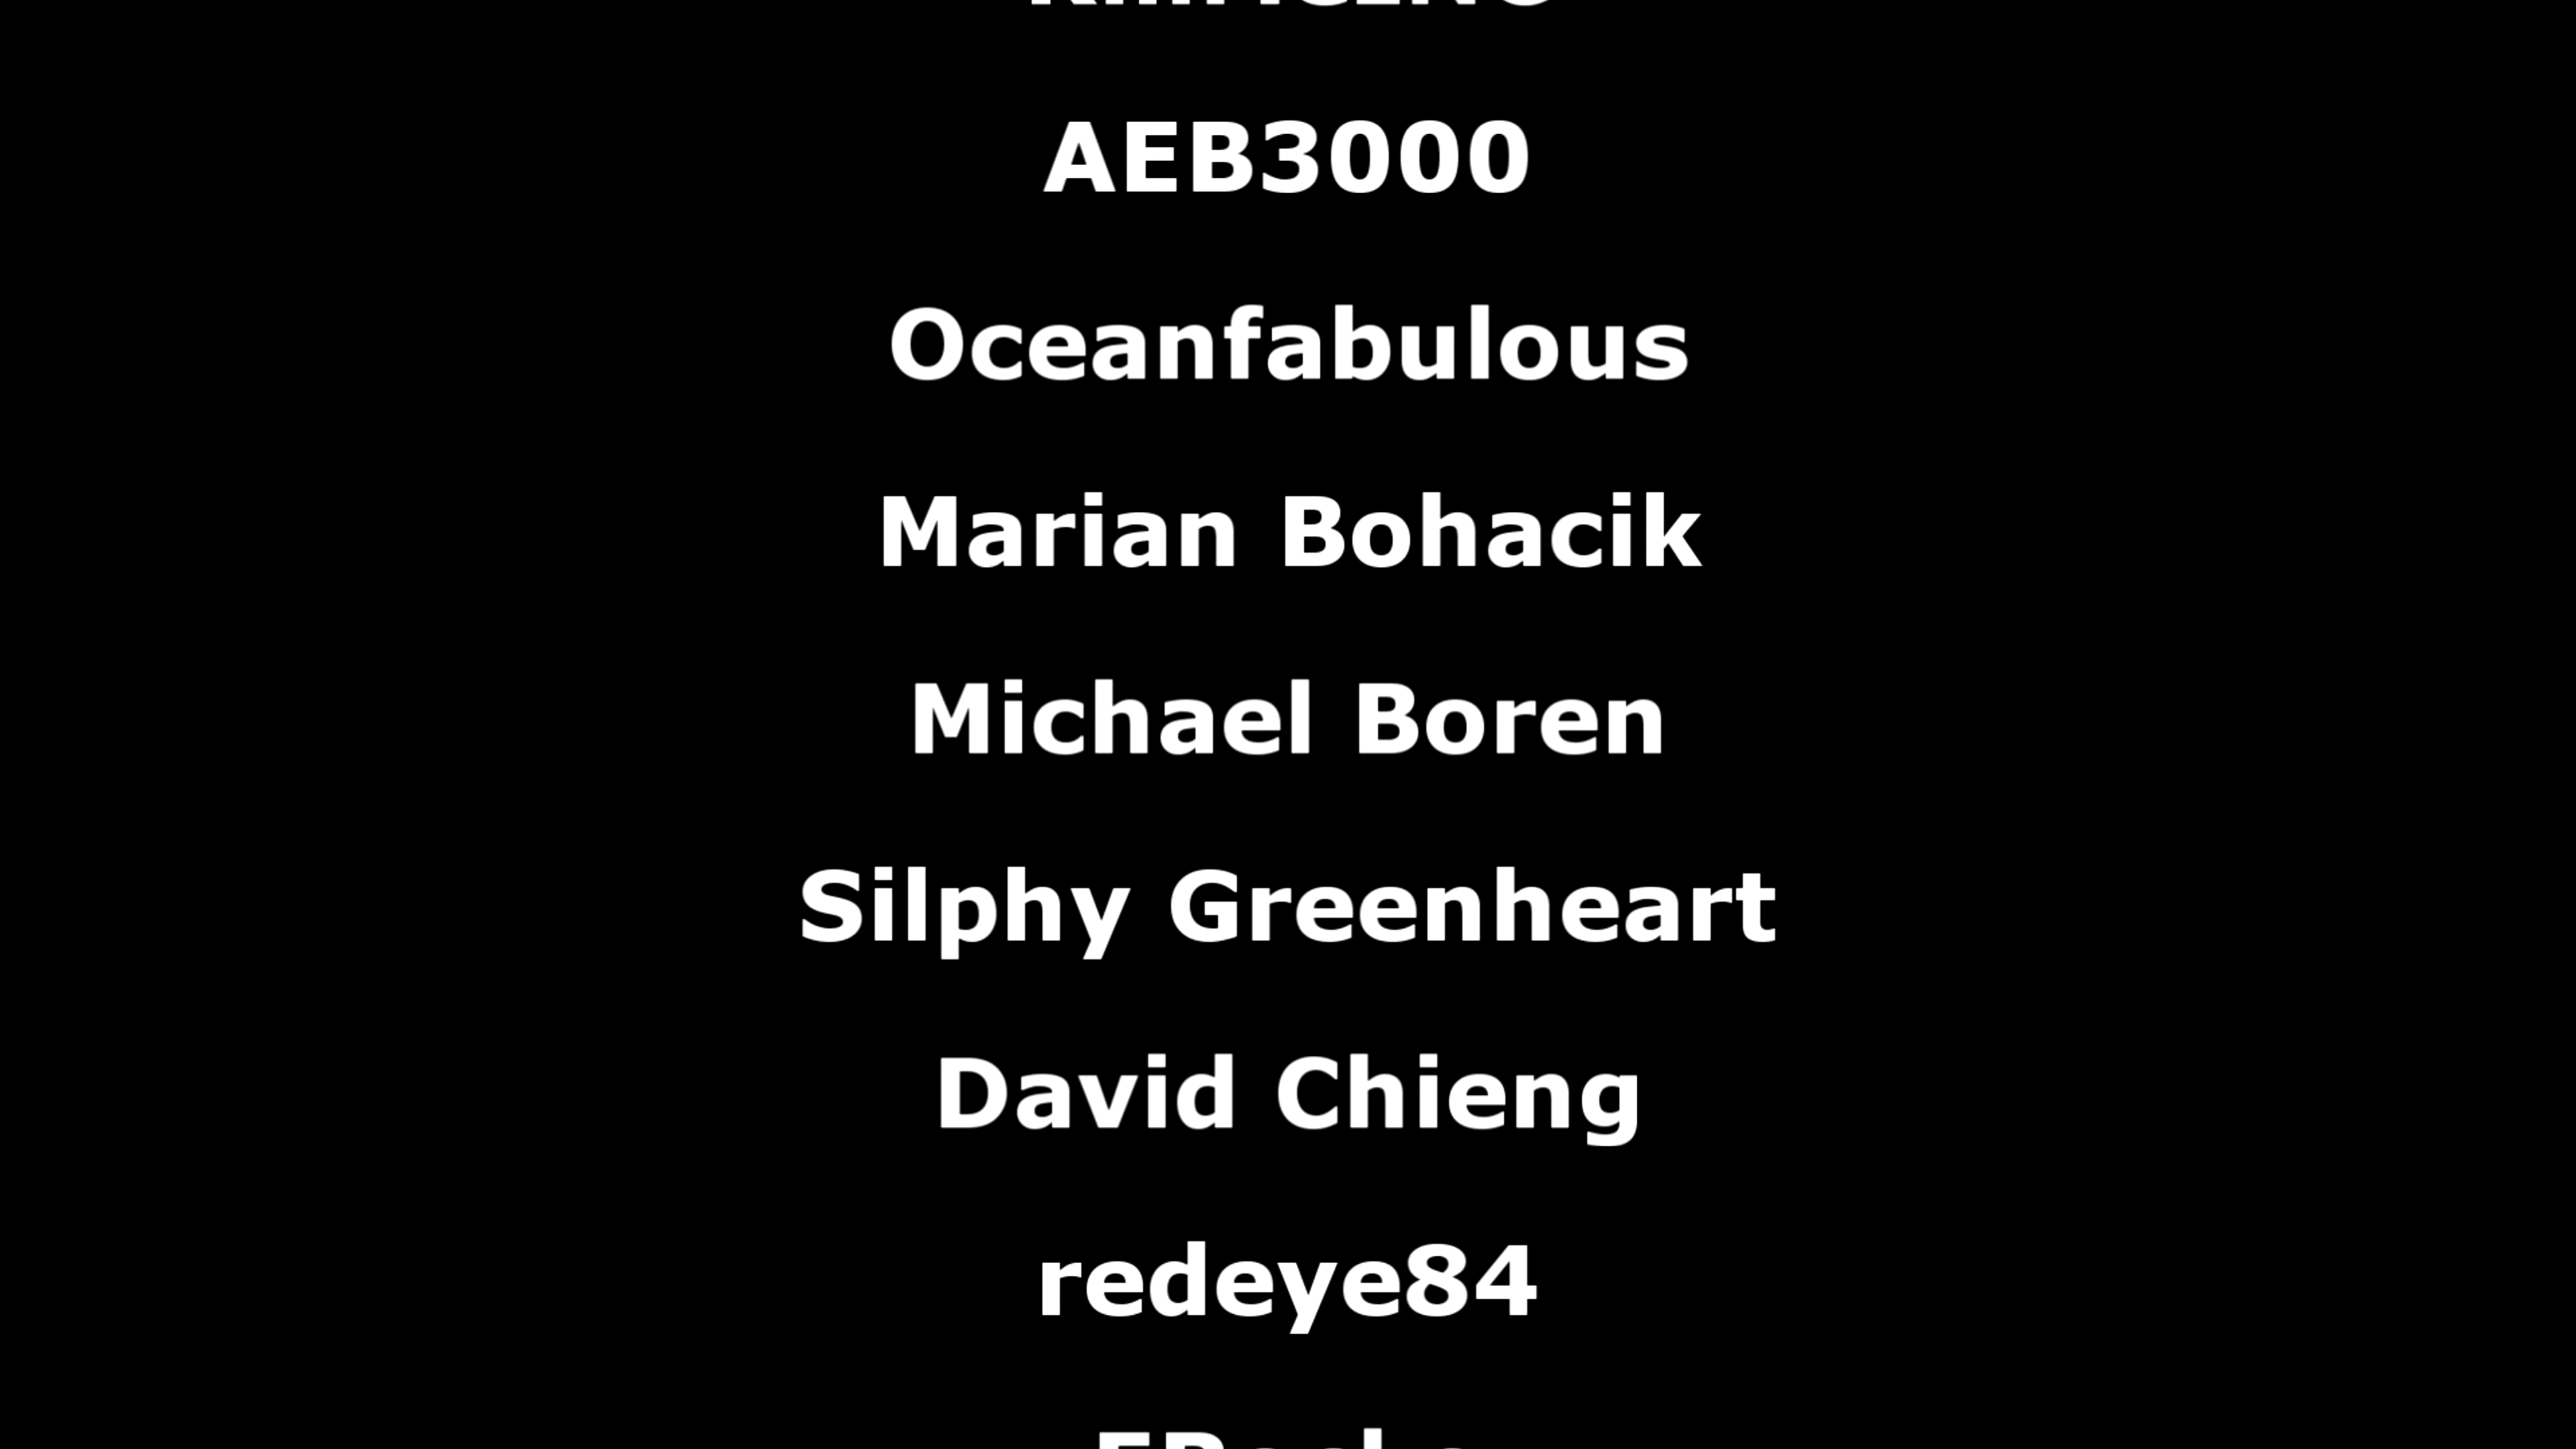 AEB3000
Oceanfabulous
Marian Bohacik
Michael Boren
Silphy Greenheart
David Chieng
redeye84